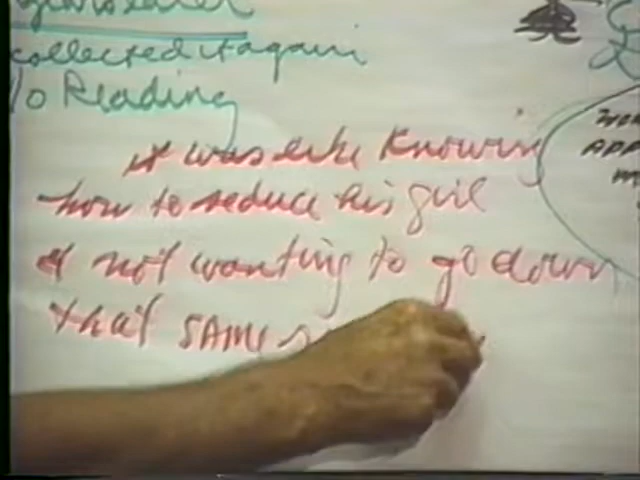 collected it again
10 Reading
it was like knowing
how to seduce his girl
& not wanting to go down
that SAME